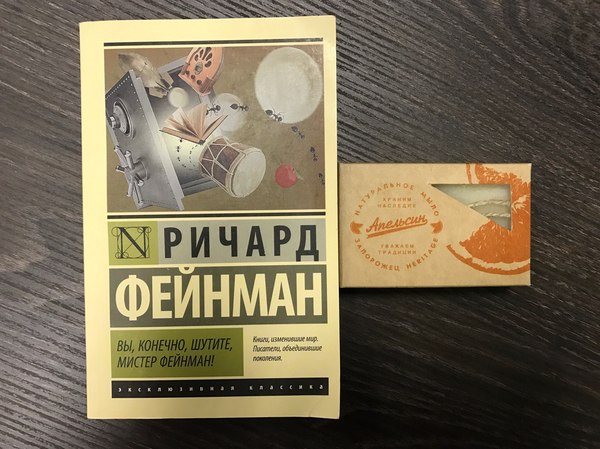 N
РИЧАРД
ФЕЙНМАН
ВЫ, КОНЕЧНО, ШУТИТЕ,
МИСТЕР ФЕЙНМАН!
Книги, изменившие мир.
Писатели, объединившие
поколения.
эксклюзивная классика
НАТУРАЛЬНОЕ МЫЛО
ХРАНИМ
НАСЛЕДИЕ
Апельсин
УВАЖАЕМ
ТРАДИЦИИ
ЗАПОРОЖЕЦ HERITAGE